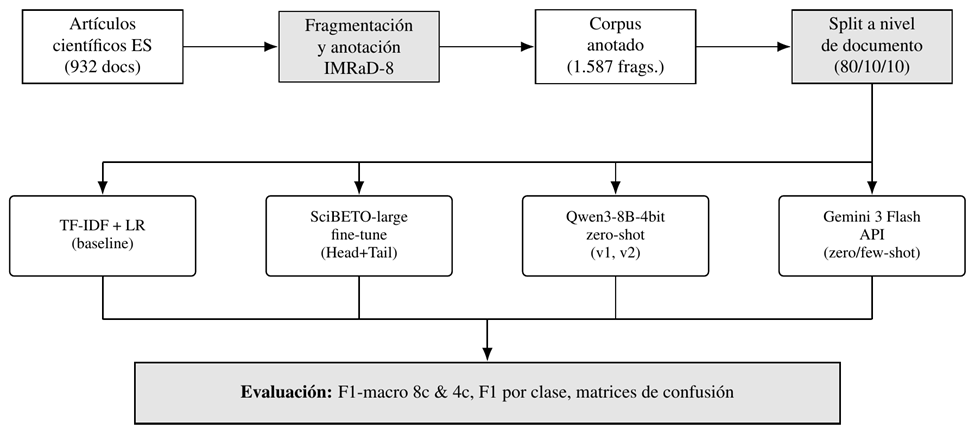 Artículos
científicos ES
(932 docs)
Fragmentación
y anotación
IMRaD-8
Corpus
anotado
(1.587 frags.)
Split a nivel
de documento
(80/10/10)
TF-IDF + LR
(baseline)
SciBETO-large
fine-tune
(Head+Tail)
Qwen3-8B-4bit
zero-shot
(v1, v2)
Gemini 3 Flash
API
(zero/few-shot)
Evaluación: F1-macro 8c & 4c, F1 por clase, matrices de confusión